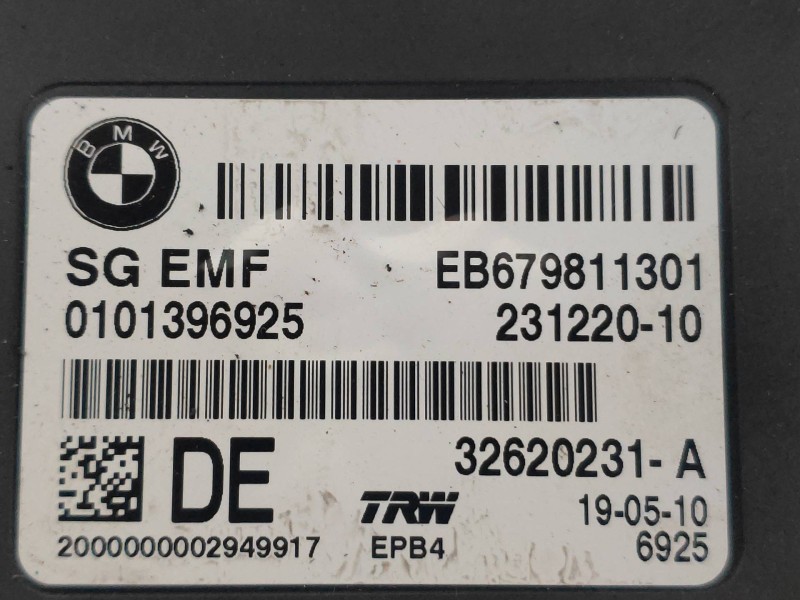 BMW
SG EMF EB679811301
0101396925 231220-10
DE 32620231-A
TRW 19-05-10
2000000002949917 EPB4 6925